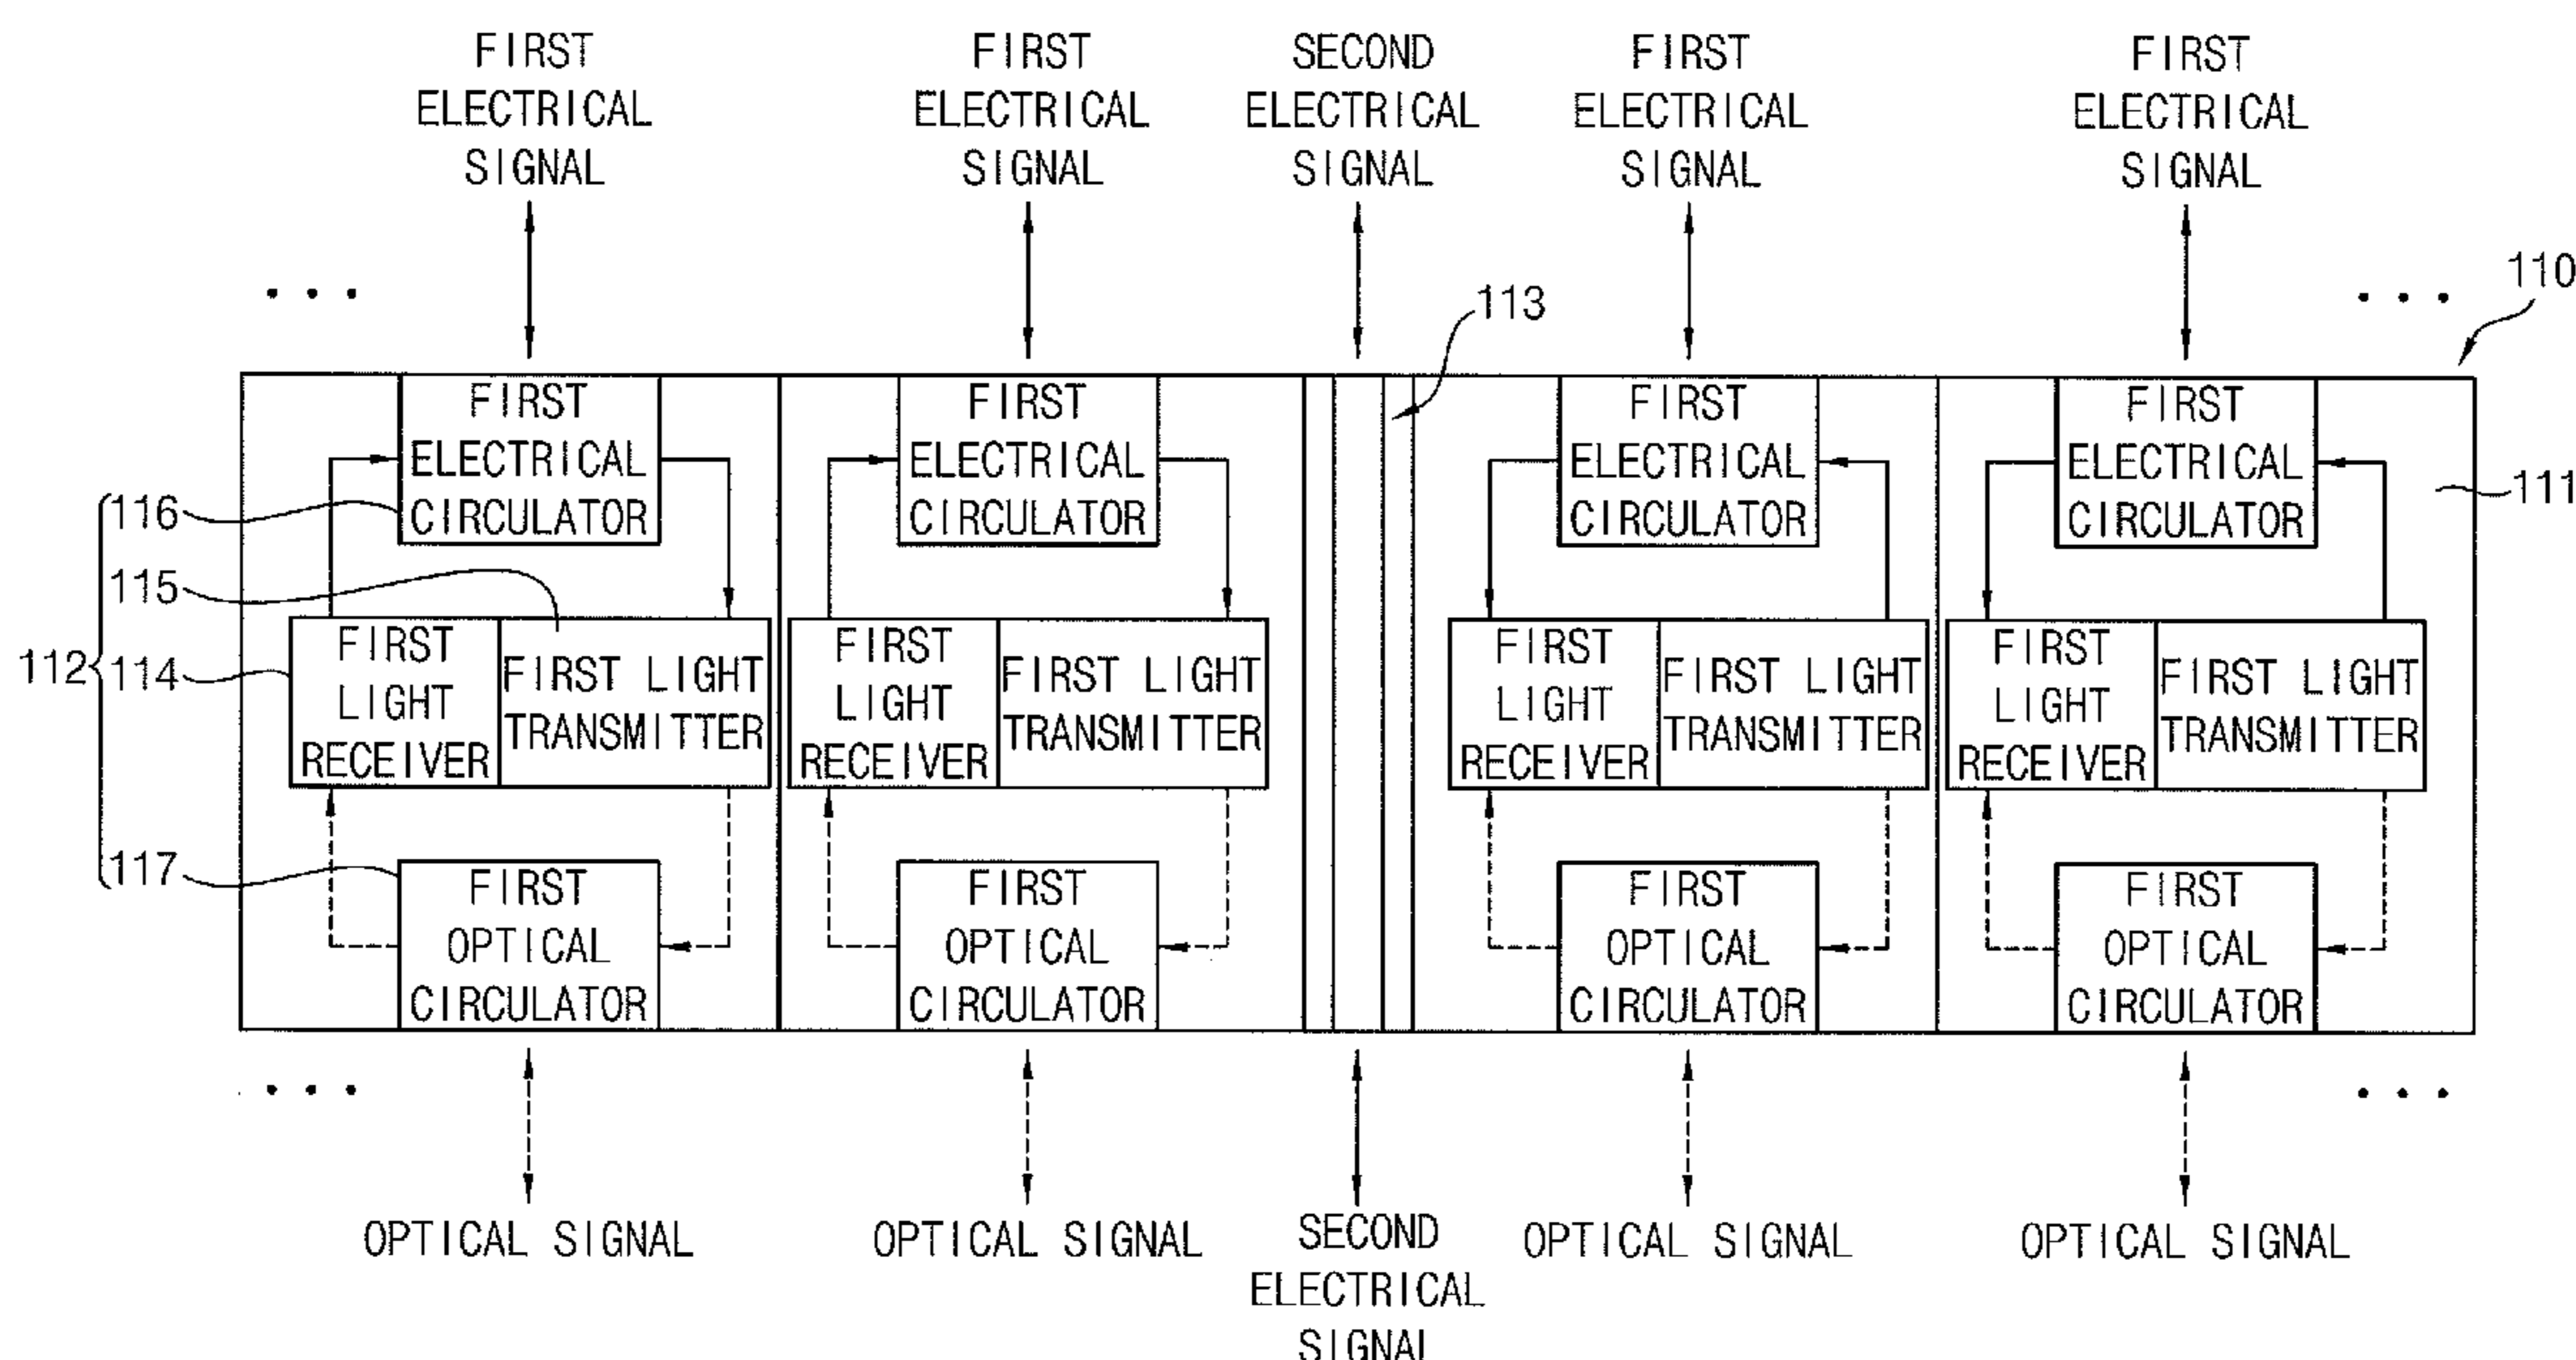 FIRST
ELECTRICAL
SIGNAL
FIRST
ELECTRICAL
SIGNAL
SECOND
ELECTRICAL
SIGNAL
FIRST
ELECTRICAL
SIGNAL
FIRST
ELECTRICAL
SIGNAL
. . .
. . .
110
113
FIRST
ELECTRICAL
CIRCULATOR
FIRST
ELECTRICAL
CIRCULATOR
FIRST
ELECTRICAL
CIRCULATOR
FIRST
ELECTRICAL
CIRCULATOR
111
116
115
112
114
117
FIRST
LIGHT
RECEIVER
FIRST LIGHT
TRANSMITTER
FIRST
LIGHT
RECEIVER
FIRST LIGHT
TRANSMITTER
FIRST
LIGHT
RECEIVER
FIRST LIGHT
TRANSMITTER
FIRST
LIGHT
RECEIVER
FIRST LIGHT
TRANSMITTER
FIRST
OPTICAL
CIRCULATOR
FIRST
OPTICAL
CIRCULATOR
FIRST
OPTICAL
CIRCULATOR
FIRST
OPTICAL
CIRCULATOR
. . .
. . .
OPTICAL SIGNAL
OPTICAL SIGNAL
SECOND
ELECTRICAL
SIGNAL
OPTICAL SIGNAL
OPTICAL SIGNAL